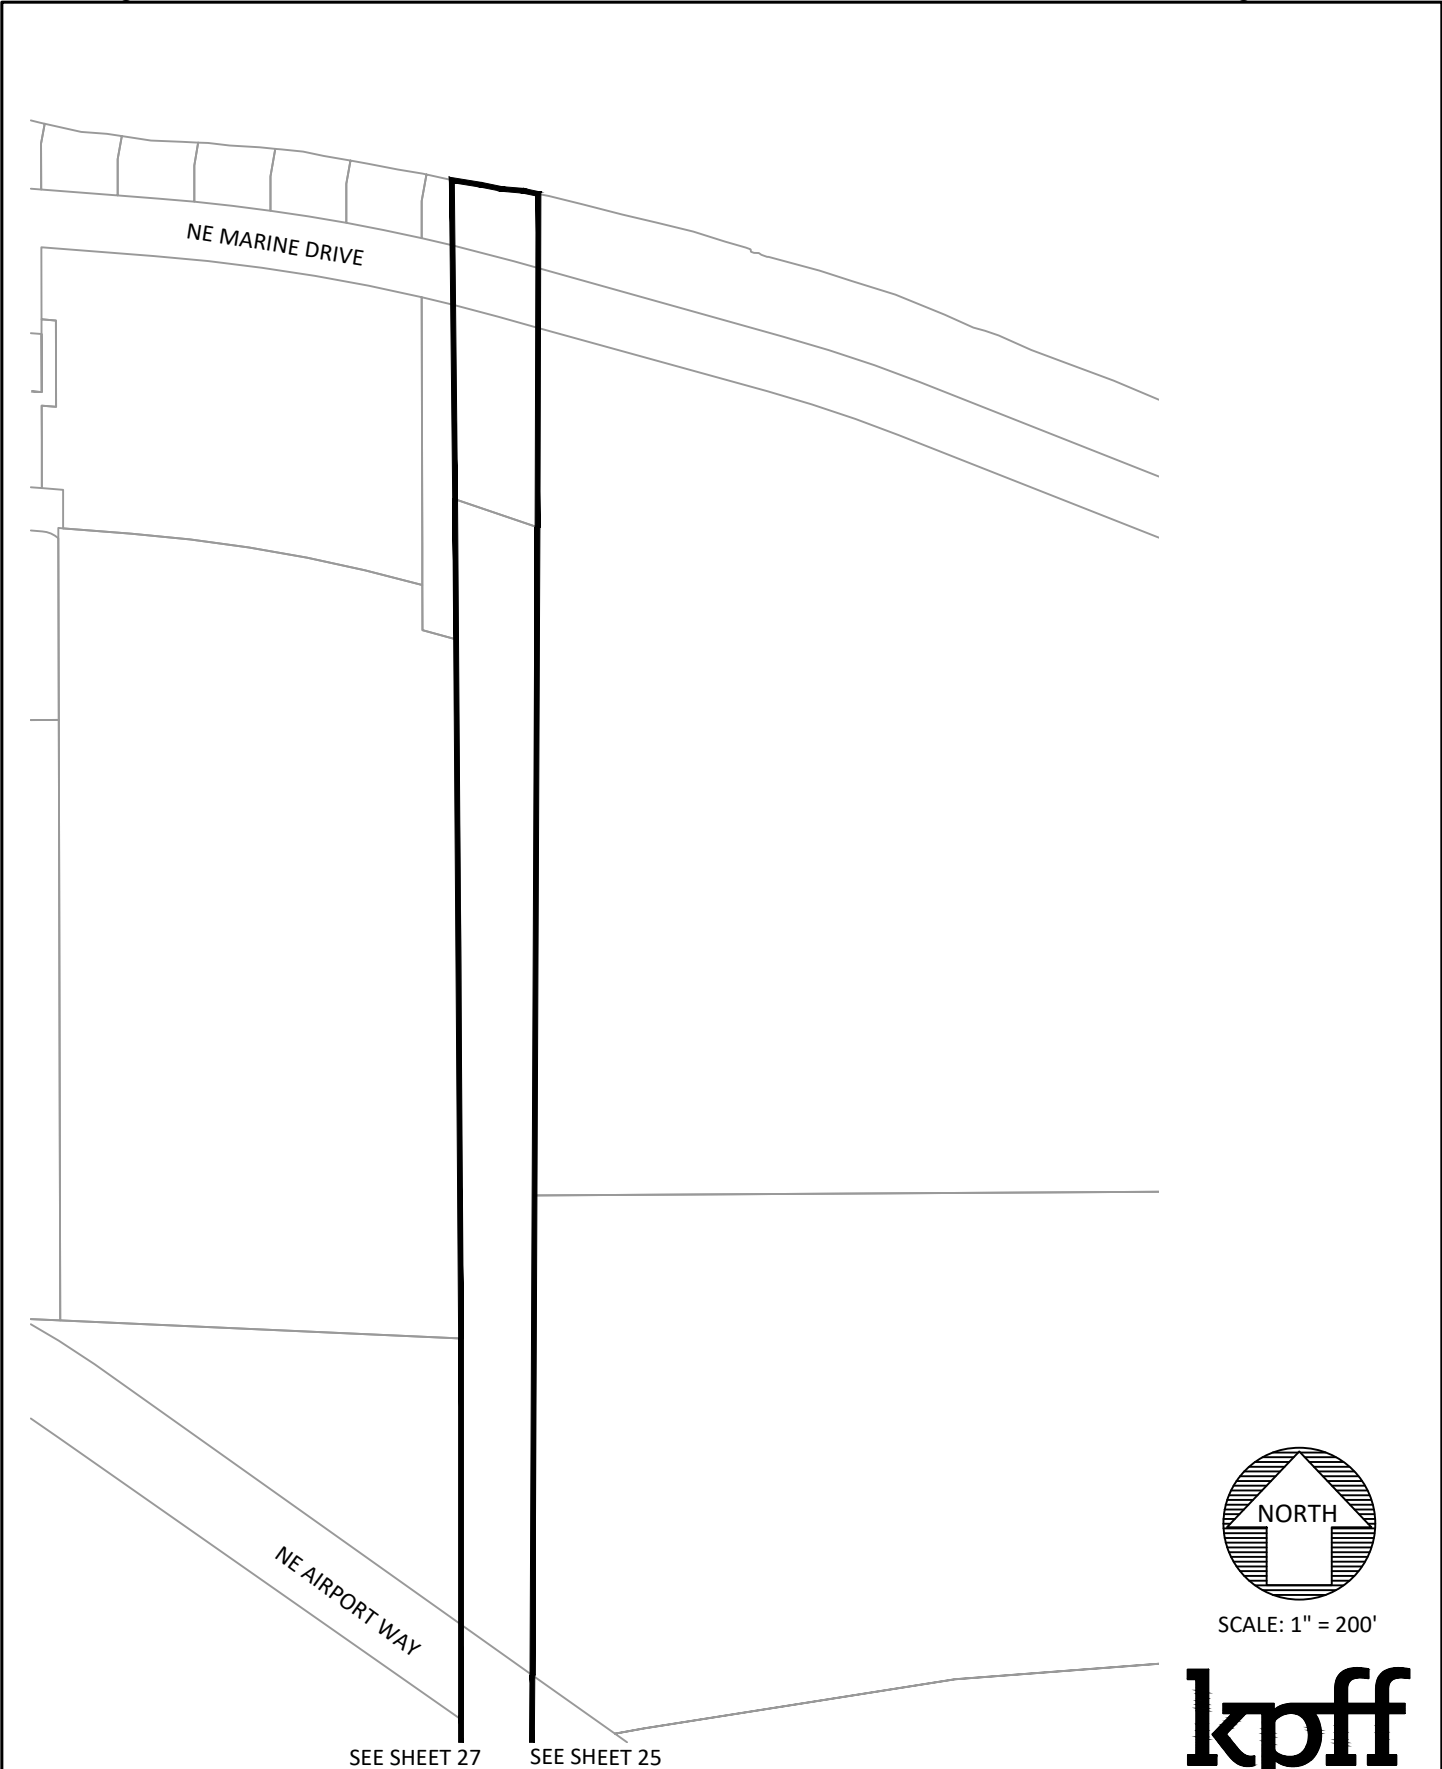 NE MARINE DRIVE
NORTH
SCALE: 1" = 200'
NE AIRPORT WAY
kpff
SEE SHEET 27
SEE SHEET 25